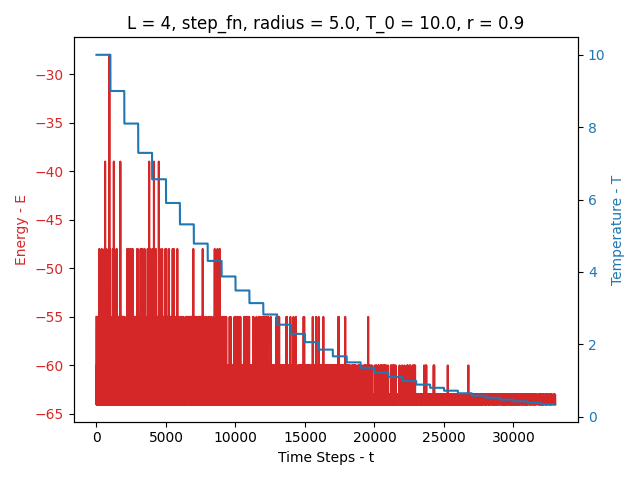 L = 4, step_fn, radius = 5.0, T_0 = 10.0, r = 0.9
Energy - E
−30
−35
−40
−45
−50
−55
−60
−65
10
8
6
4
2
0
Temperature - T
0 5000 10000 15000 20000 25000 30000
Time Steps - t